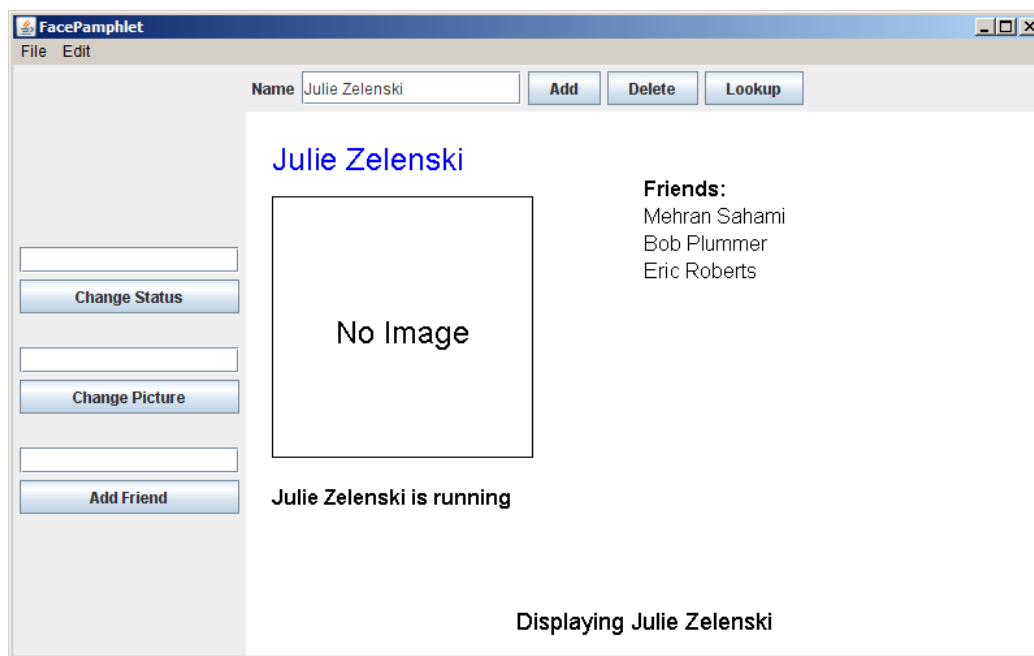 FacePamphlet
File Edit
Name Julie Zelenski Add Delete Lookup
Julie Zelenski
Friends:
Mehran Sahami
Bob Plummer
Eric Roberts
Change Status
No Image
Change Picture
Add Friend
Julie Zelenski is running
Displaying Julie Zelenski